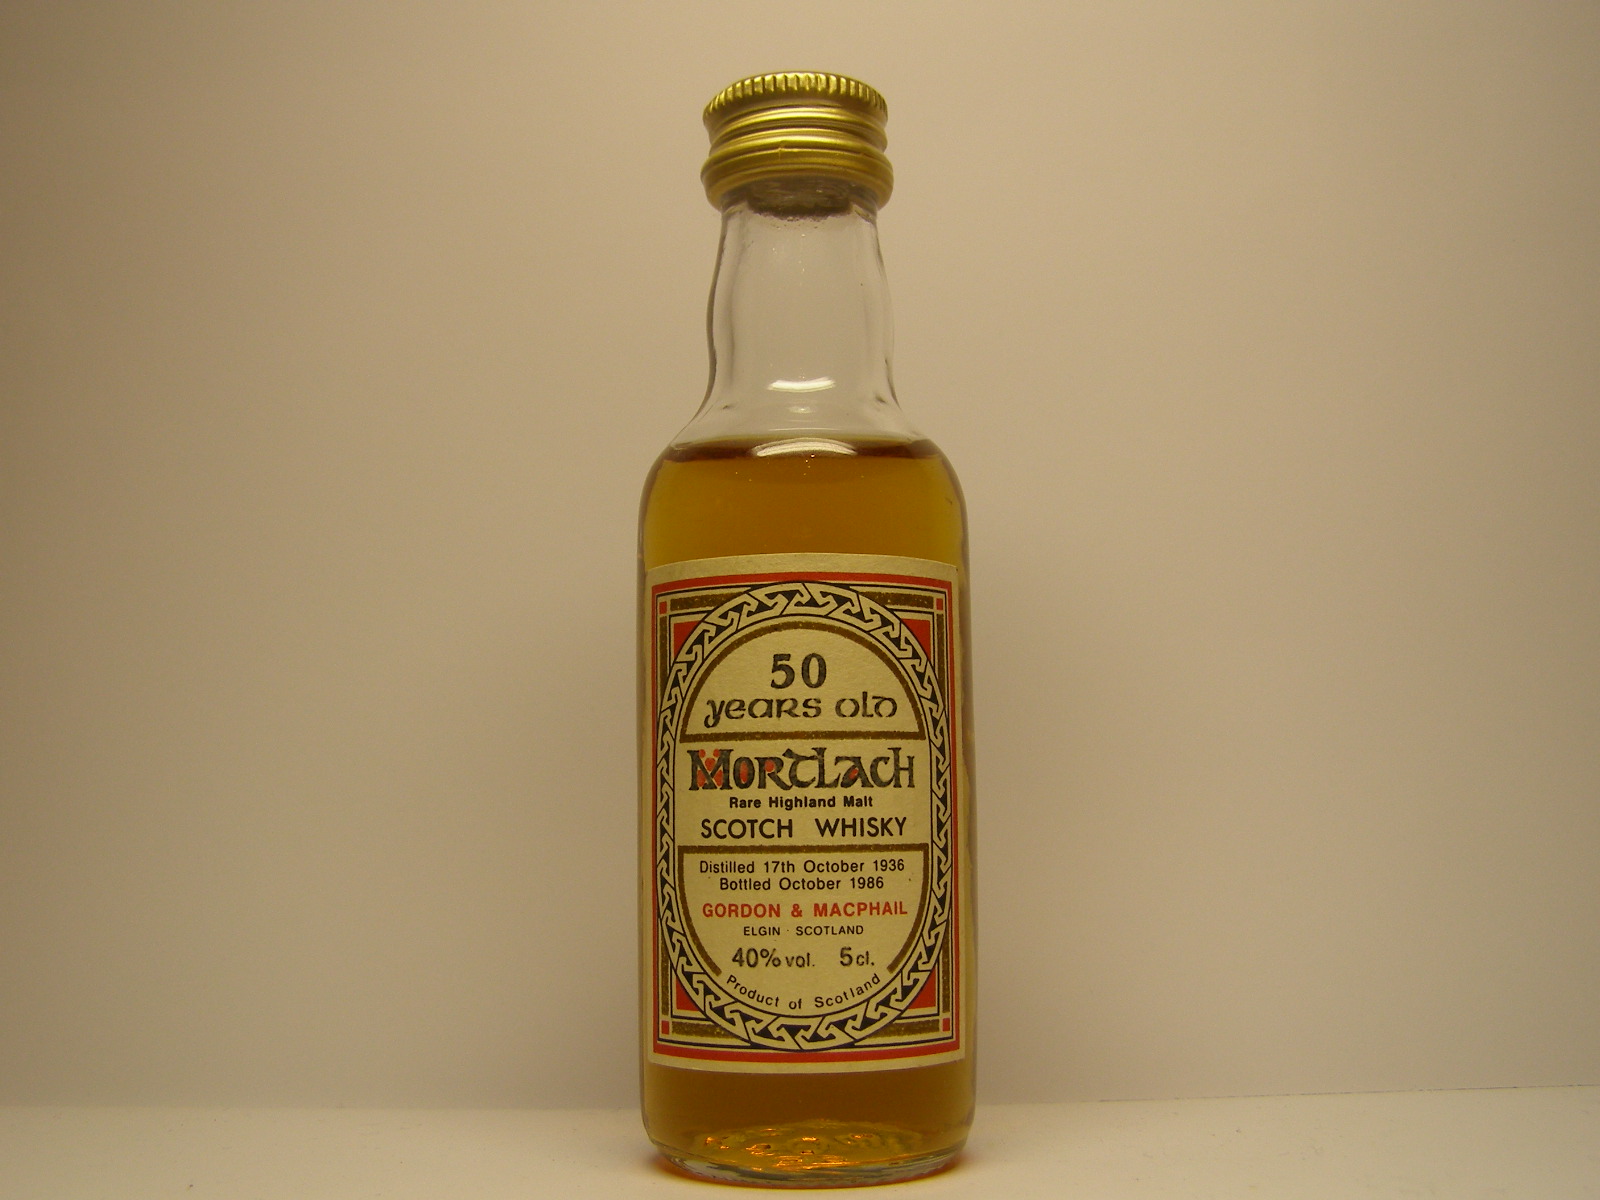 50
years old
Mortlach
Rare Highland Malt
SCOTCH WHISKY
Distilled 17th October 1936
Bottled October 1986
GORDON & MACPHAIL
ELGIN · SCOTLAND
40% vol. 5 cl.
Product of Scotland